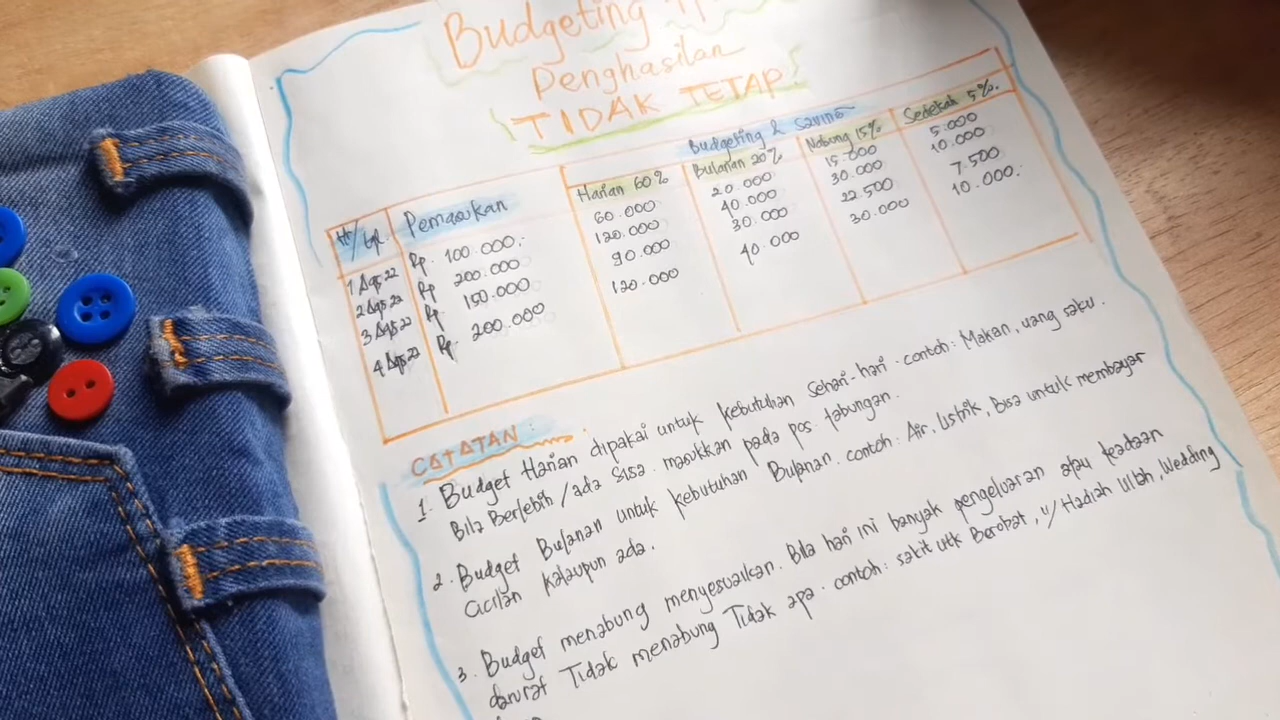 Budgeting
Penghasilan
TIDAK TETAP!
Budgeting & Saving
Hr/tgl. Pemasukan Harian 60% Bulanan 20% Nabung 15% Sedekah 5%.
1 Ags 22 Rp. 100.000. 60.000 20.000 15.000 5.000
2 Ags 22 Rp 200.000 120.000 40.000 30.000 10.000
3 Ags 22 Rp. 150.000 90.000 30.000 22.500 7.500
4 Ags 22 Rp. 200.000 120.000 40.000 30.000 10.000.
CATATAN :
1. Budget Harian dipakai untuk kebutuhan sehari-hari. contoh: Makan, uang saku.
Bila Berlebih/ada sisa. masukkan pada pos tabungan.
2. Budget Bulanan untuk kebutuhan Bulanan. contoh: Air, Listrik, Bisa untuk membayar
Cicilan kalaupun ada.
3. Budget menabung menyesuaikan. Bila hari ini banyak pengeluaran atau keadaan
darurat Tidak menabung Tidak apa. contoh: sakit utk Berobat, u/ Hadiah Ultah, Wedding